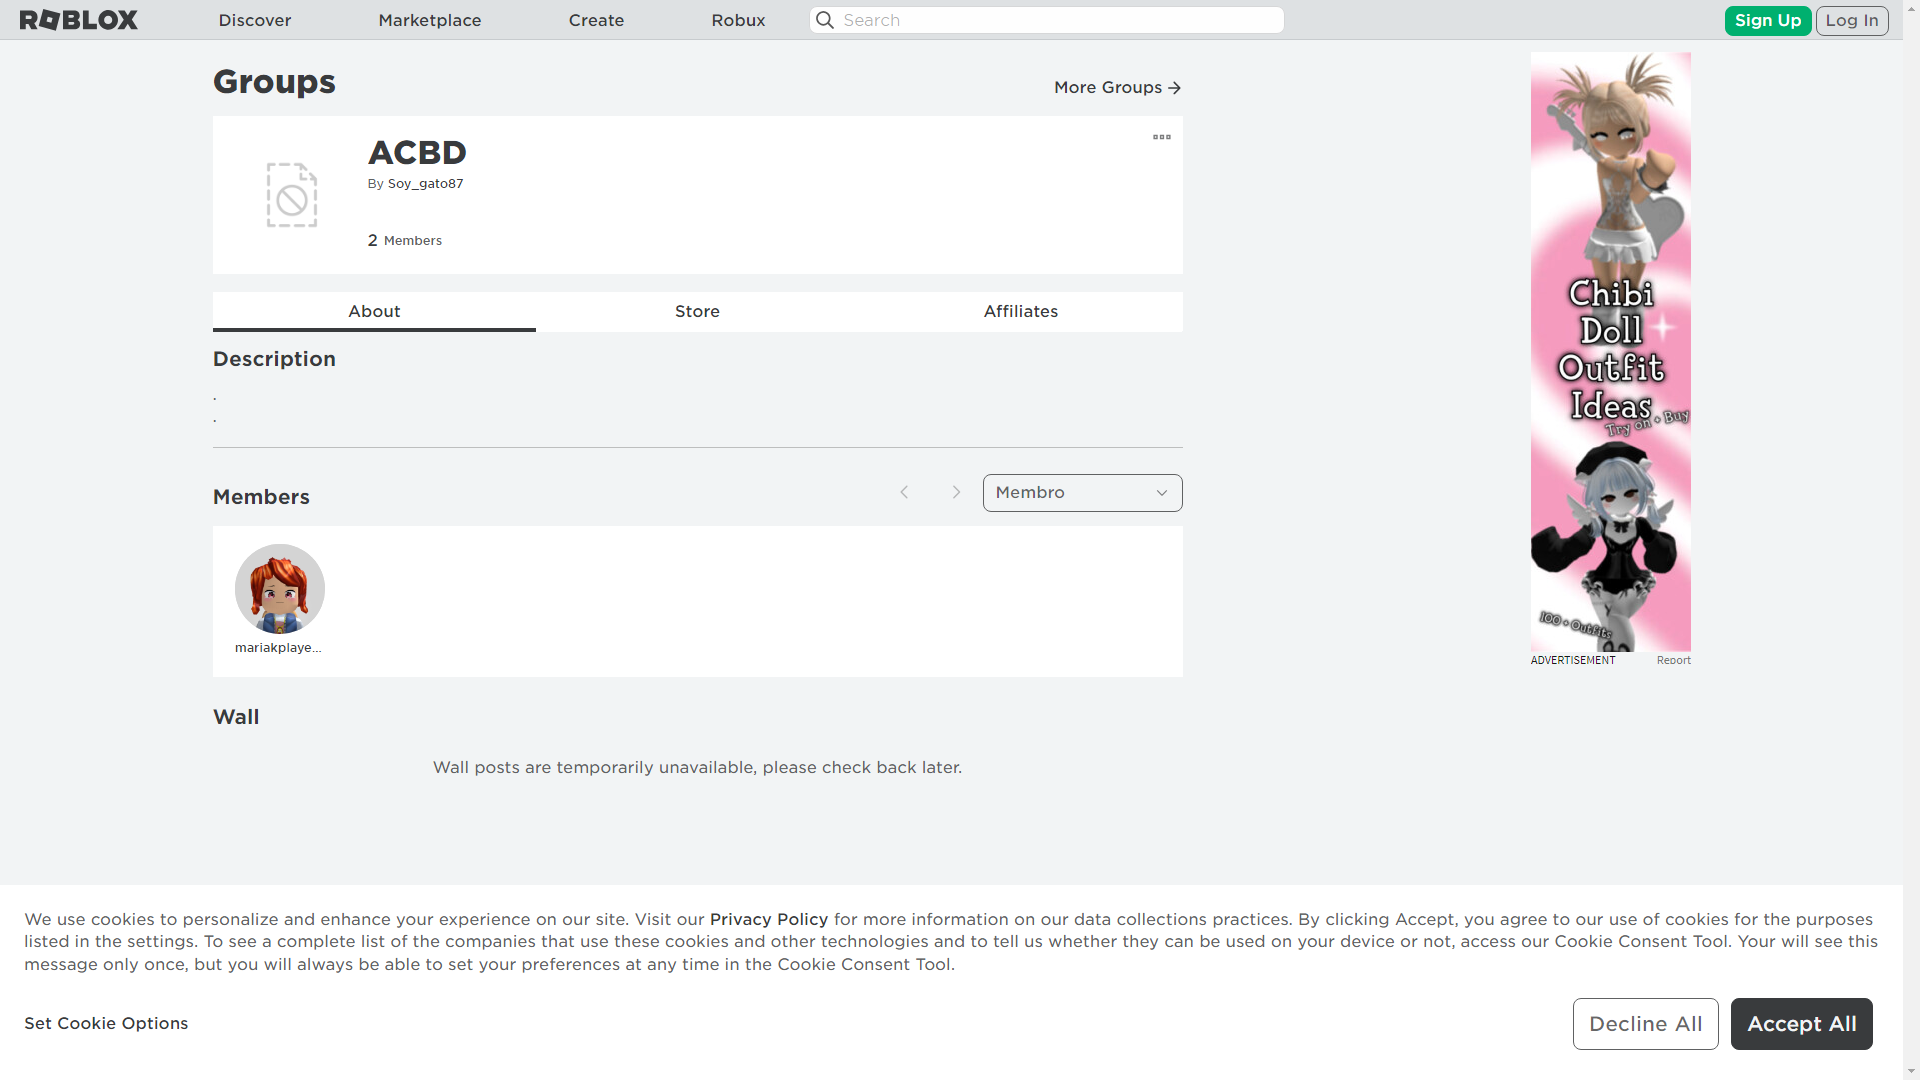 ROBLOX
Discover
Marketplace
Create
Robux
Search
Sign Up
Log In
Groups
More Groups
ACBD
By Soy_gato87
2 Members
About
Store
Affiliates
Description
.
.
Members
Membro
mariakplaye...
Wall
Wall posts are temporarily unavailable, please check back later.
Chibi
Doll
Outfit
Ideas
Try on + Buy
100 + Outfits
ADVERTISEMENT
Report
We use cookies to personalize and enhance your experience on our site. Visit our Privacy Policy for more information on our data collections practices. By clicking Accept, you agree to our use of cookies for the purposes
listed in the settings. To see a complete list of the companies that use these cookies and other technologies and to tell us whether they can be used on your device or not, access our Cookie Consent Tool. Your will see this
message only once, but you will always be able to set your preferences at any time in the Cookie Consent Tool.
Set Cookie Options
Decline All
Accept All